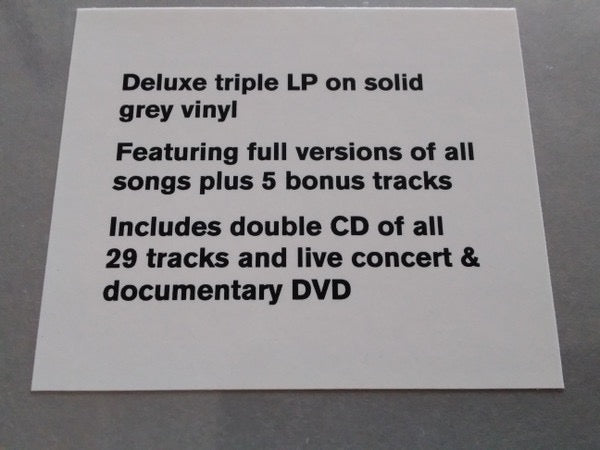 Deluxe triple LP on solid
grey vinyl
Featuring full versions of all
songs plus 5 bonus tracks
Includes double CD of all
29 tracks and live concert &
documentary DVD